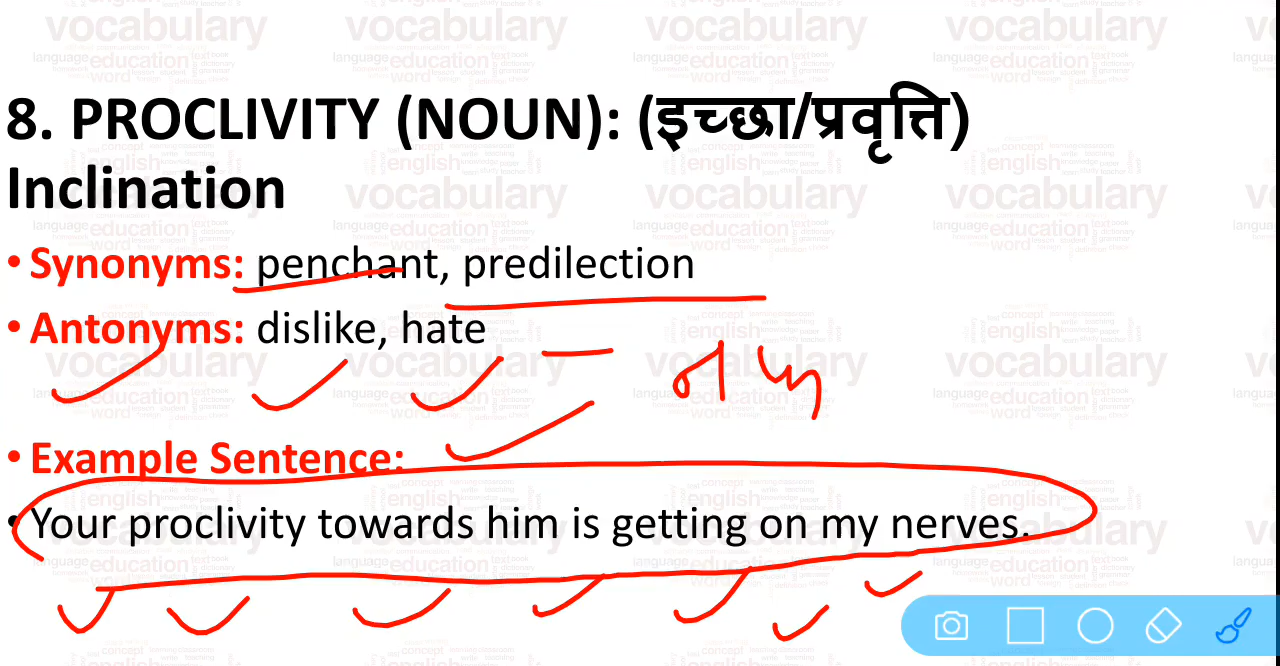 8. PROCLIVITY (NOUN): (इच्छा/प्रवृत्ति)
Inclination
• Synonyms: penchant, predilection
• Antonyms: dislike, hate
• Example Sentence:
• Your proclivity towards him is getting on my nerves.